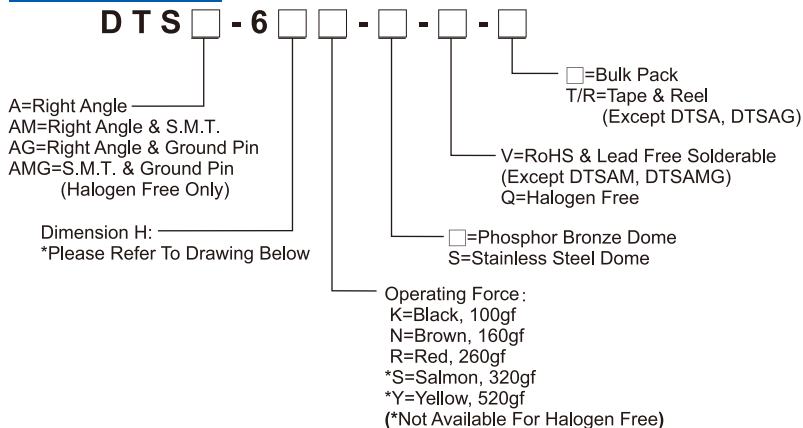 DTS□-6□□-□-□-□
□=Bulk Pack
T/R=Tape & Reel
(Except DTSA, DTSAG)
A=Right Angle
AM=Right Angle & S.M.T.
AG=Right Angle & Ground Pin
AMG=S.M.T. & Ground Pin
(Halogen Free Only)
V=RoHS & Lead Free Solderable
(Except DTSAM, DTSAMG)
Q=Halogen Free
Dimension H:
*Please Refer To Drawing Below
□=Phosphor Bronze Dome
S=Stainless Steel Dome
Operating Force:
K=Black, 100gf
N=Brown, 160gf
R=Red, 260gf
*S=Salmon, 320gf
*Y=Yellow, 520gf
(*Not Available For Halogen Free)